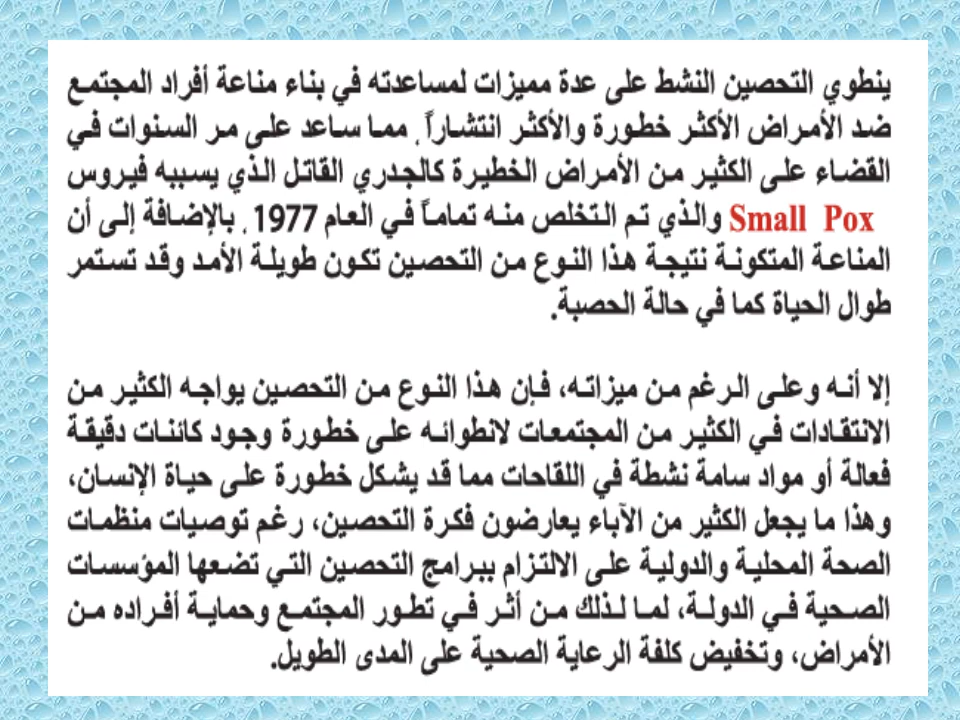 ينطوي التحصين النشط على عدة مميزات لمساعدته في بناء مناعة أفراد المجتمع
ضد الأمراض الأكثر خطورة والأكثر انتشاراً. مما ساعد على مر السنوات في
القضاء على الكثير من الأمراض الخطيرة كالجدري القاتل الذي يسببه فيروس
Small Pox والذي تم التخلص منه تماماً في العام 1977. بالإضافة إلى أن
المناعة المتكونة نتيجة هذا النوع من التحصين تكون طويلة الأمد وقد تستمر
طوال الحياة كما في حالة الحصبة.
إلا أنه وعلى الرغم من ميزاته، فإن هذا النوع من التحصين يواجه الكثير من
الانتقادات في الكثير من المجتمعات لانطوائه على خطورة وجود كائنات دقيقة
فعالة أو مواد سامة نشطة في اللقاحات مما قد يشكل خطورة على حياة الإنسان،
وهذا ما يجعل الكثير من الآباء يعارضون فكرة التحصين، رغم توصيات منظمات
الصحة المحلية والدولية على الالتزام ببرامج التحصين التي تضعها المؤسسات
الصحية في الدولة، لما لذلك من أثر في تطور المجتمع وحماية أفراده من
الأمراض، وتخفيض كلفة الرعاية الصحية على المدى الطويل.